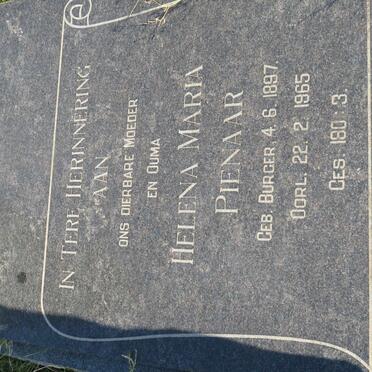 IN TERE HERINNERING
AAN
ONS DIERBARE MOEDER
EN OUMA
HELENA MARIA
PIENAAR
GEB. BURGER 4. 6. 1897.
OORL. 22. 2. 1965
GES. 180: 3.